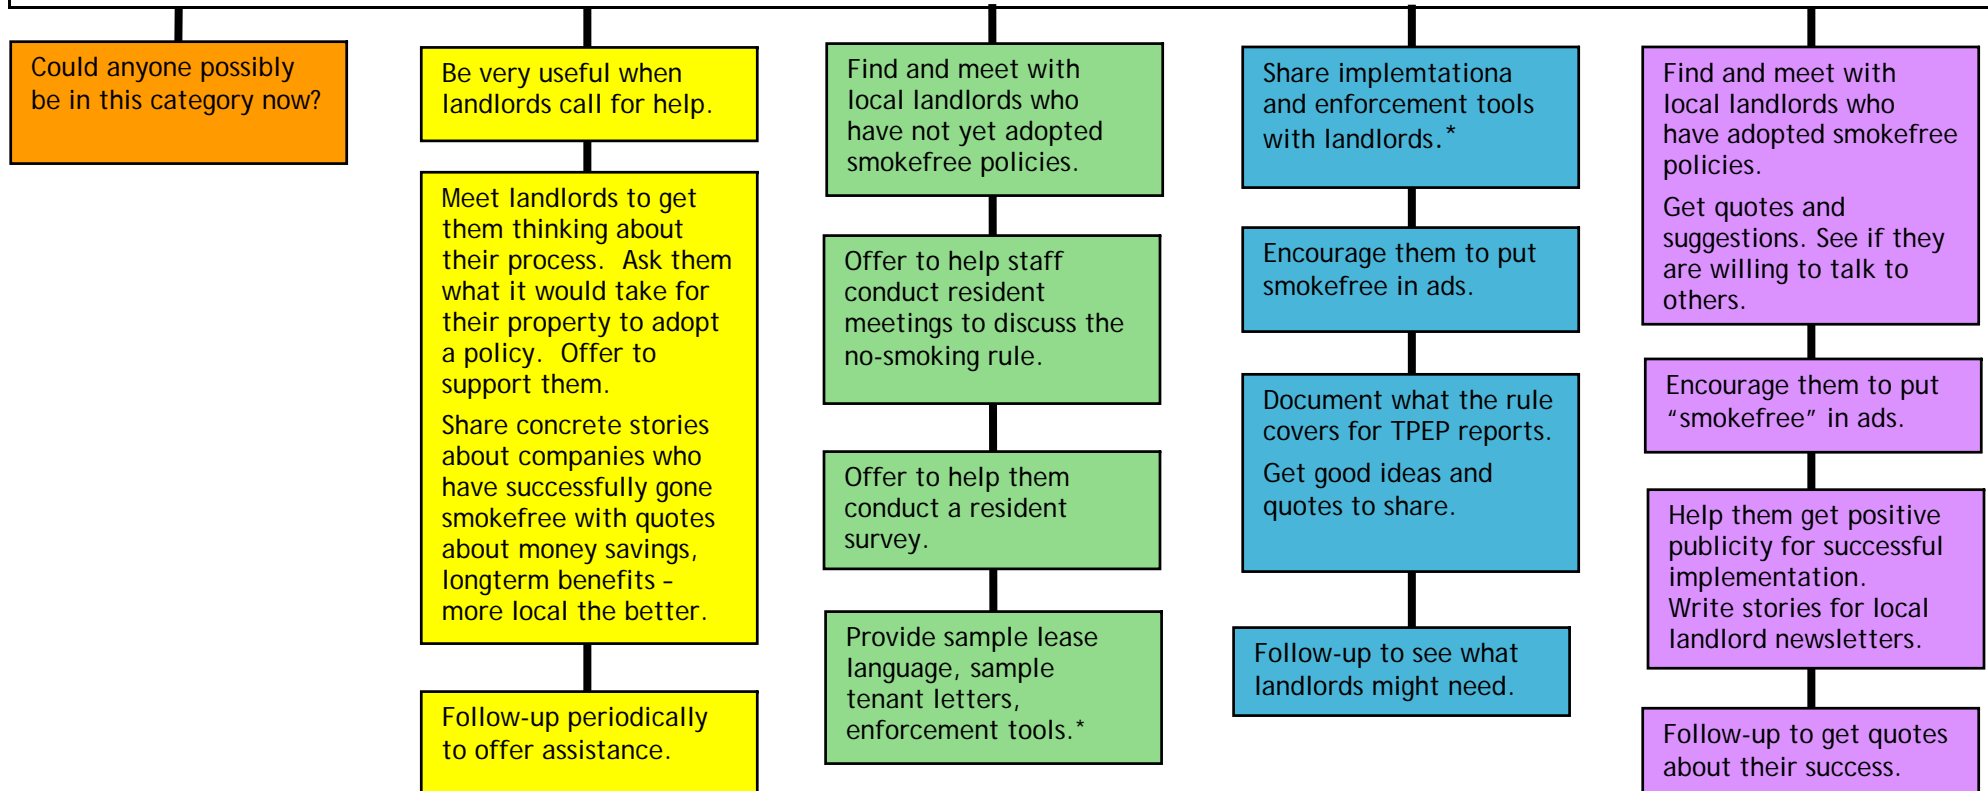 Could anyone possibly
be in this category now?
Be very useful when
landlords call for help.
Meet landlords to get
them thinking about
their process.  Ask them
what it would take for
their property to adopt
a policy.  Offer to
support them.
Share concrete stories
about companies who
have successfully gone
smokefree with quotes
about money savings,
longterm benefits –
more local the better.
Follow-up periodically
to offer assistance.
Find and meet with
local landlords who
have not yet adopted
smokefree policies.
Offer to help staff
conduct resident
meetings to discuss the
no-smoking rule.
Offer to help them
conduct a resident
survey.
Provide sample lease
language, sample
tenant letters,
enforcement tools.*
Share implemtationa
and enforcement tools
with landlords.*
Encourage them to put
smokefree in ads.
Document what the rule
covers for TPEP reports.
Get good ideas and
quotes to share.
Follow-up to see what
landlords might need.
Find and meet with
local landlords who
have adopted smokefree
policies.
Get quotes and
suggestions. See if they
are willing to talk to
others.
Encourage them to put
“smokefree” in ads.
Help them get positive
publicity for successful
implementation.
Write stories for local
landlord newsletters.
Follow-up to get quotes
about their success.